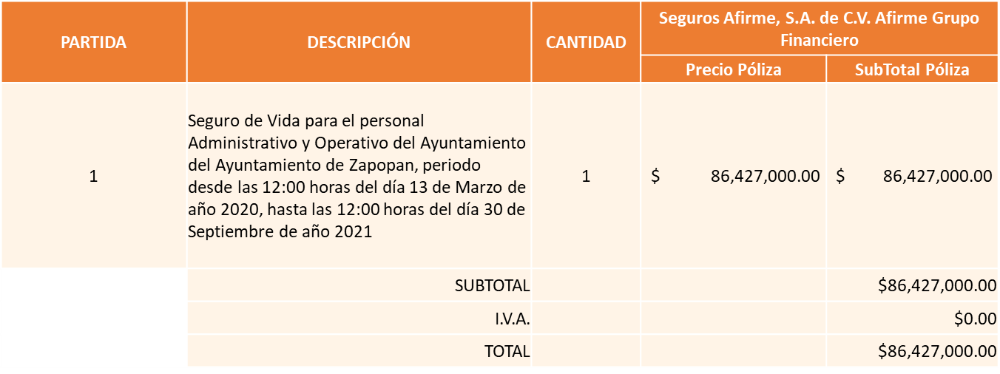 PARTIDA
DESCRIPCIÓN
CANTIDAD
Seguros Afirme, S.A. de C.V. Afirme Grupo
Financiero
Precio Póliza
SubTotal Póliza
1
Seguro de Vida para el personal
Administrativo y Operativo del Ayuntamiento
del Ayuntamiento de Zapopan, periodo
desde las 12:00 horas del día 13 de Marzo de
año 2020, hasta las 12:00 horas del día 30 de
Septiembre de año 2021
1
$ 86,427,000.00
$ 86,427,000.00
SUBTOTAL
$86,427,000.00
I.V.A.
$0.00
TOTAL
$86,427,000.00